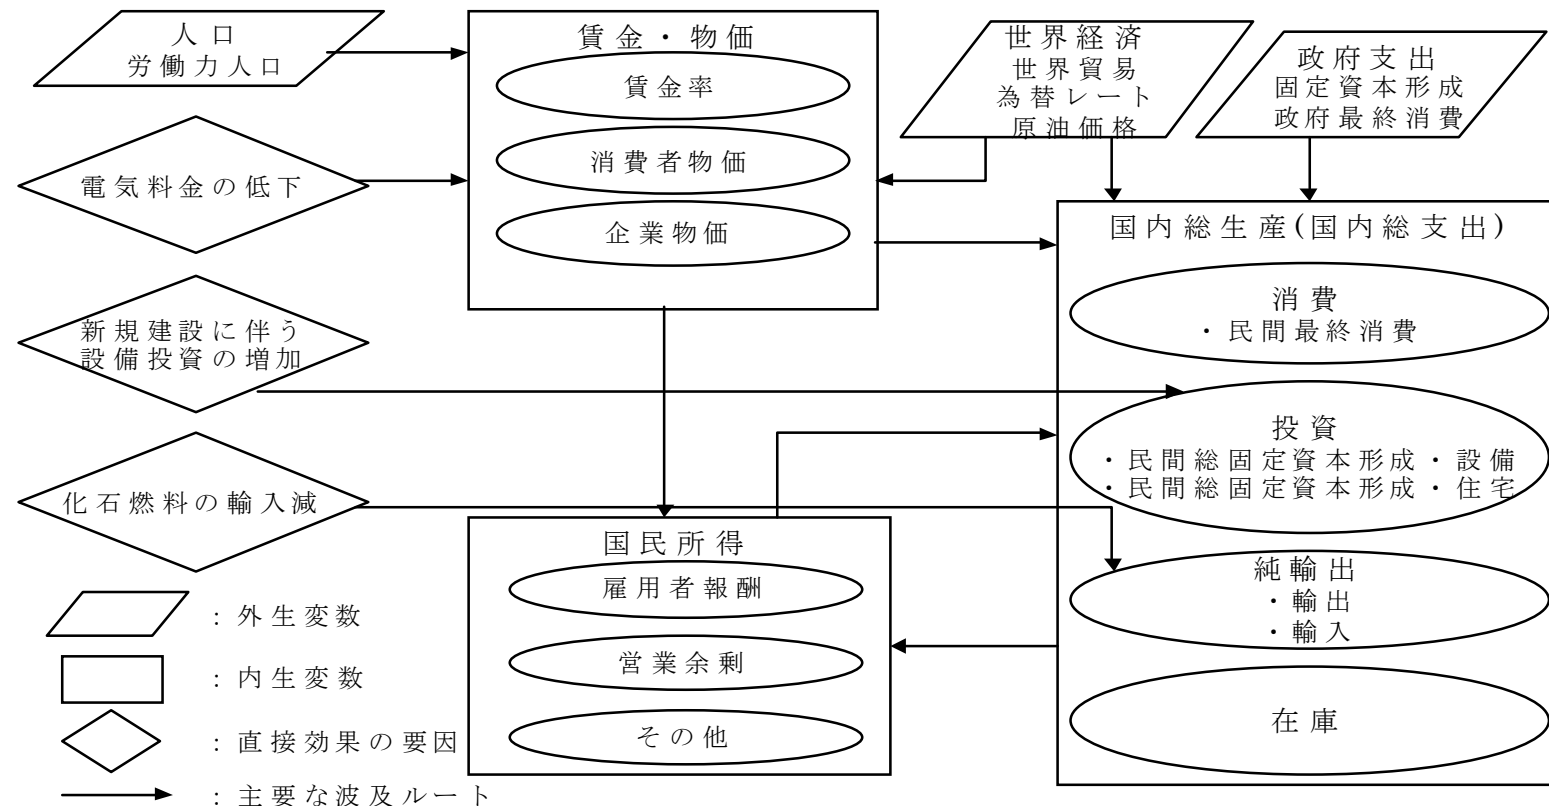 人口
労働力人口
賃金・物価
賃金率
消費者物価
企業物価
世界経済
世界貿易
為替レート
原油価格
政府支出
固定資本形成
政府最終消費
電気料金の低下
国内総生産(国内総支出)
消費
・民間最終消費
新規建設に伴う
設備投資の増加
投資
・民間総固定資本形成・設備
・民間総固定資本形成・住宅
化石燃料の輸入減
国民所得
雇用者報酬
営業余剰
その他
純輸出
・輸出
・輸入
在庫
:外生変数
:内生変数
:直接効果の要因
:主要な波及ルート